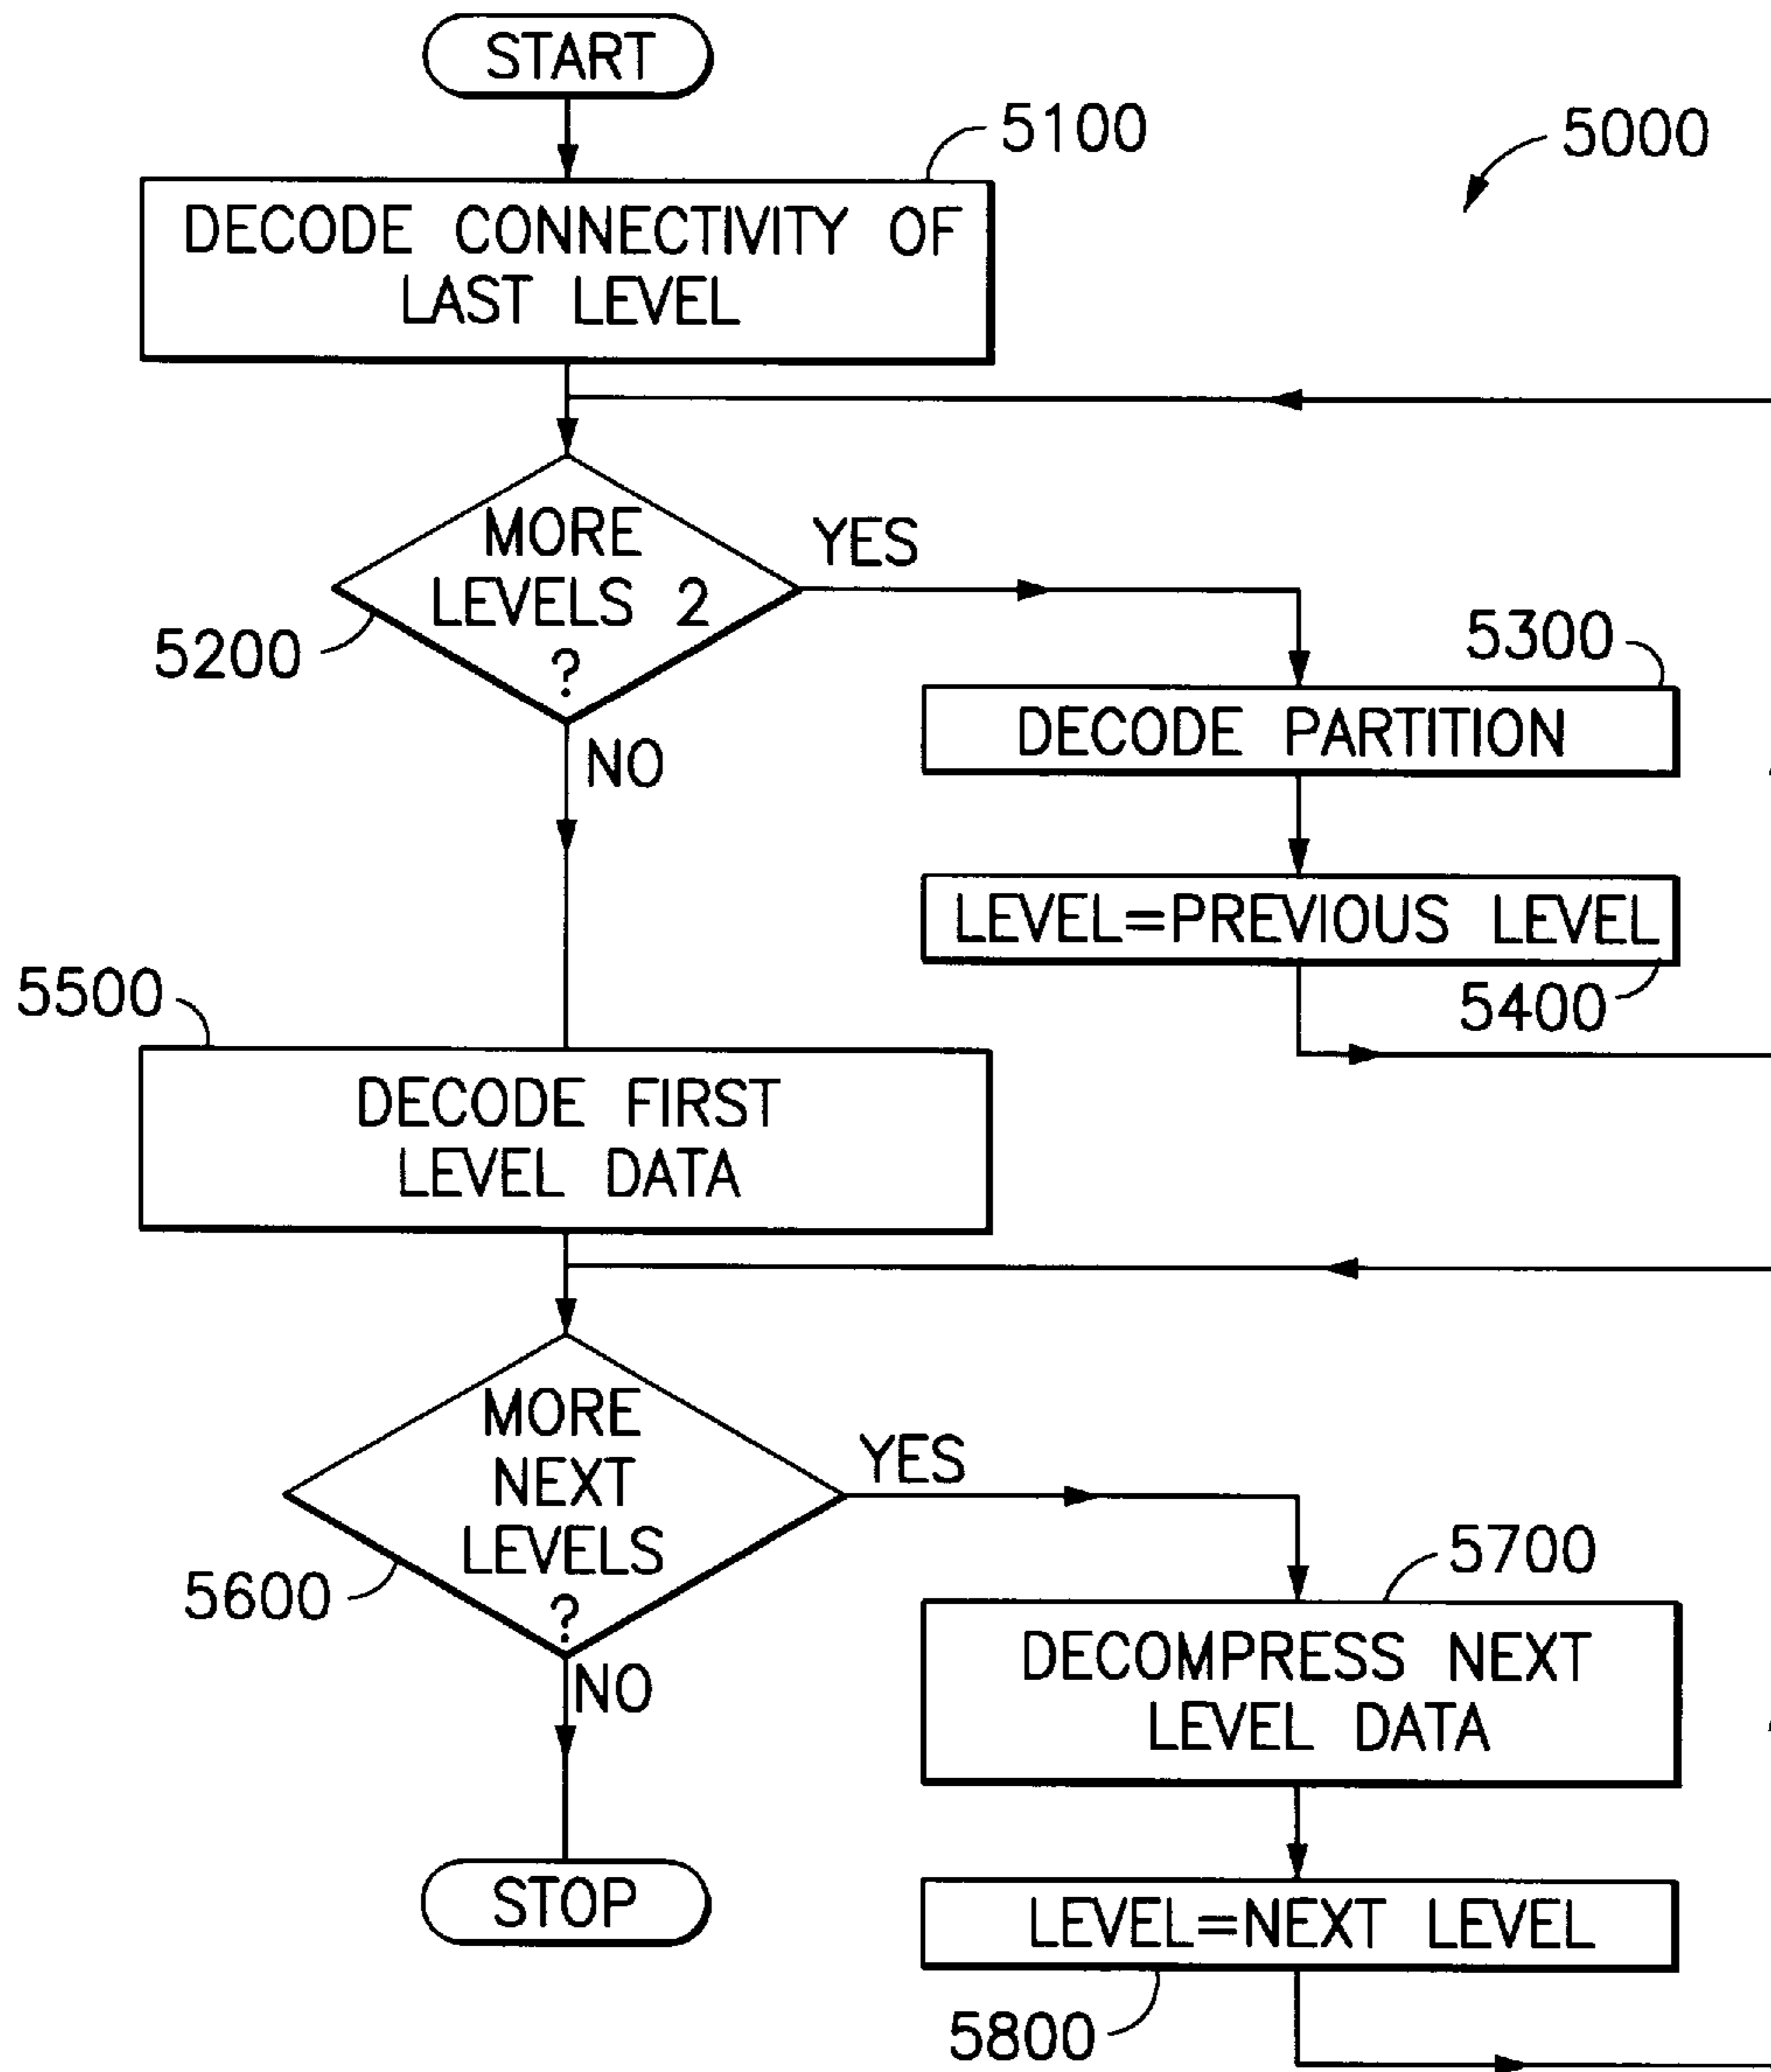 START
5100
5000
DECODE CONNECTIVITY OF
LAST LEVEL
MORE
LEVELS 2
?
YES
5200
NO
5300
DECODE PARTITION
LEVEL=PREVIOUS LEVEL
5400
5500
DECODE FIRST
LEVEL DATA
MORE
NEXT
LEVELS
?
YES
5600
NO
5700
DECOMPRESS NEXT
LEVEL DATA
STOP
LEVEL=NEXT LEVEL
5800